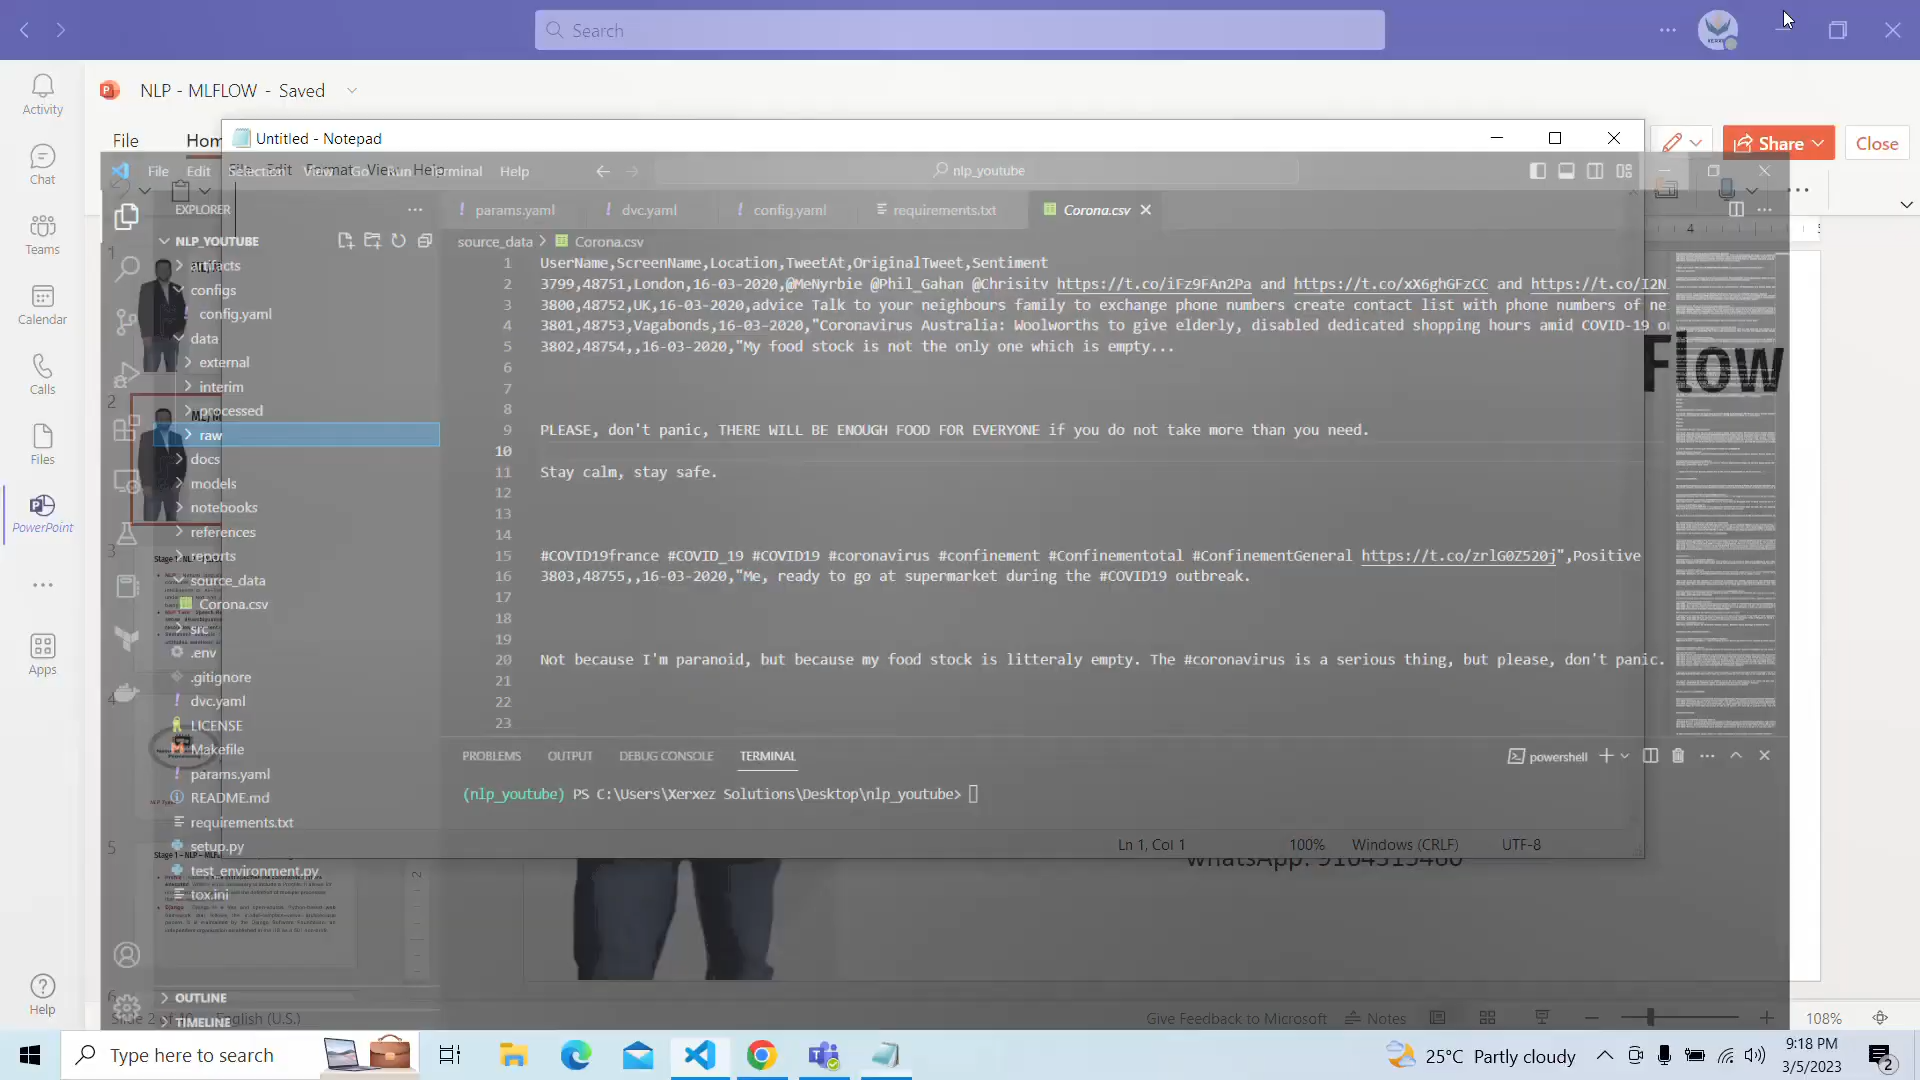 Search
NLP - MLFLOW - Saved
File
Hom
Share
Close
Activity
Chat
Teams
Calendar
Calls
Files
PowerPoint
Apps
Help
Untitled - Notepad
File Edit Format View Help
File Edit Selection View Go Run Terminal Help
nlp_youtube
EXPLORER
params.yaml
dvc.yaml
config.yaml
requirements.txt
Corona.csv
source_data > Corona.csv
NLP_YOUTUBE
artifacts
configs
config.yaml
data
external
interim
processed
raw
docs
models
notebooks
references
reports
source_data
Corona.csv
src
.env
.gitignore
dvc.yaml
LICENSE
Makefile
params.yaml
README.md
requirements.txt
setup.py
test_environment.py
tox.ini
OUTLINE
TIMELINE
1 UserName,ScreenName,Location,TweetAt,OriginalTweet,Sentiment
2 3799,48751,London,16-03-2020,@MeNyrbie @Phil_Gahan @Chrisitv https://t.co/iFz9FAn2Pa and https://t.co/xX6ghGFzCC and https://t.co/I2N
3 3800,48752,UK,16-03-2020,advice Talk to your neighbours family to exchange phone numbers create contact list with phone numbers of ne
4 3801,48753,Vagabonds,16-03-2020,"Coronavirus Australia: Woolworths to give elderly, disabled dedicated shopping hours amid COVID-19 o
5 3802,48754,,16-03-2020,"My food stock is not the only one which is empty...
6
7
8
9 PLEASE, don't panic, THERE WILL BE ENOUGH FOOD FOR EVERYONE if you do not take more than you need.
10
11 Stay calm, stay safe.
12
13
14
15 #COVID19france #COVID_19 #COVID19 #coronavirus #confinement #Confinementotal #ConfinementGeneral https://t.co/zrlG0Z520j",Positive
16 3803,48755,,16-03-2020,"Me, ready to go at supermarket during the #COVID19 outbreak.
17
18
19
20 Not because I'm paranoid, but because my food stock is litteraly empty. The #coronavirus is a serious thing, but please, don't panic.
21
22
23
Flow
PROBLEMS OUTPUT DEBUG CONSOLE TERMINAL
powershell
(nlp_youtube) PS C:\Users\Xerxez Solutions\Desktop\nlp_youtube>
Ln 1, Col 1 100% Windows (CRLF) UTF-8
WhatsApp:
English (U.S.)
Give Feedback to Microsoft
Notes
108%
Type here to search
25°C Partly cloudy
9:18 PM
3/5/2023
2